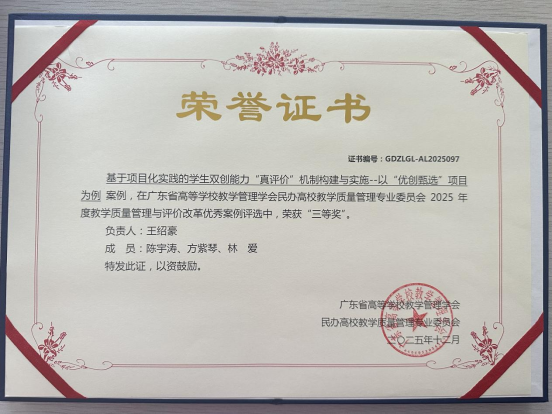 荣誉证书
证书编号：GDZLGL-AL2025097
基于项目化实践的学生双创能力“真评价”机制构建与实施--以“优创甄选”项目
为例 案例，在广东省高等学校教学管理学会民办高校教学质量管理专业委员会 2025 年
度教学质量管理与评价改革优秀案例评选中，荣获“三等奖”。
负责人：王绍豪
成　员：陈宇涛、方紫琴、林　爱
特发此证，以资鼓励。
广东省高等学校教学管理学会
民办高校教学质量管理专业委员会
二〇二五年十二月